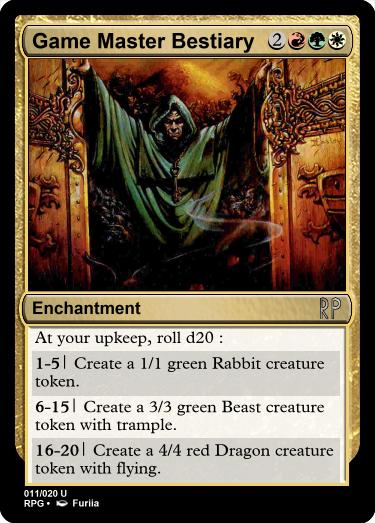 Game Master Bestiary 2
Enchantment RP
At your upkeep, roll d20 :
1-5| Create a 1/1 green Rabbit creature
token.
6-15| Create a 3/3 green Beast creature
token with trample.
16-20| Create a 4/4 red Dragon creature
token with flying.
011/020 U
RPG • Furiia